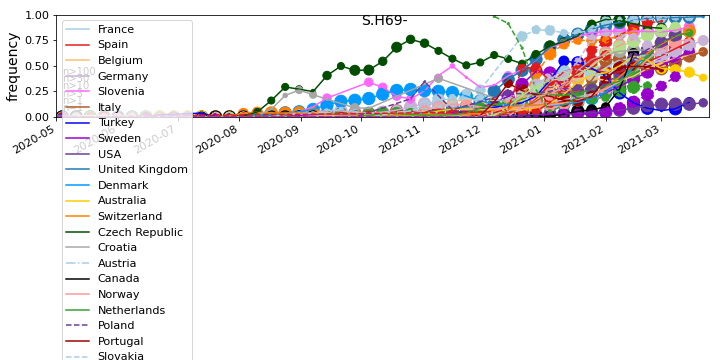 S.H69-
frequency
1.00
0.75
0.50
0.25
0.00
2020-05
2020-06
2020-07
2020-08
2020-09
2020-10
2020-11
2020-12
2021-01
2021-02
2021-03
France
Spain
Belgium
Germany
Slovenia
Italy
Turkey
Sweden
USA
United Kingdom
Denmark
Australia
Switzerland
Czech Republic
Croatia
Austria
Canada
Norway
Netherlands
Poland
Portugal
Slovakia